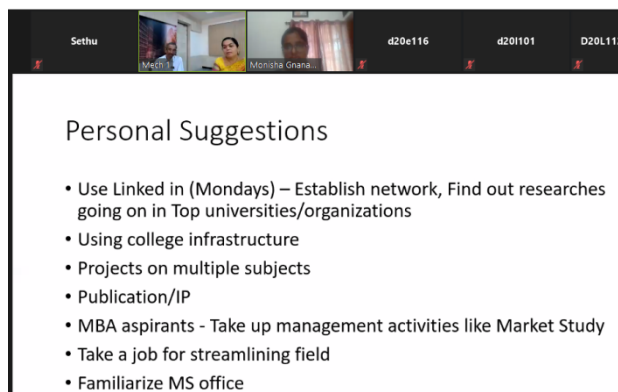 Sethu
Mech 1
Monisha Gnana...
d20e116
d20l101
D20L11
Personal Suggestions
• Use Linked in (Mondays) – Establish network, Find out researches
going on in Top universities/organizations
• Using college infrastructure
• Projects on multiple subjects
• Publication/IP
• MBA aspirants - Take up management activities like Market Study
• Take a job for streamlining field
• Familiarize MS office